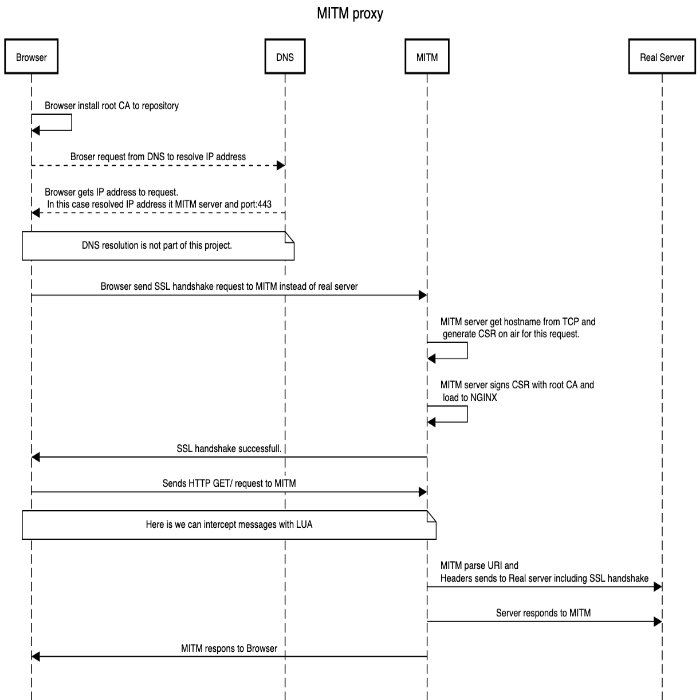 MITM proxy
Browser
DNS
MITM
Real Server
Browser install root CA to repository
Broser request from DNS to resolve IP address
Browser gets IP address to request.
In this case resolved IP address it MITM server and port:443
DNS resolution is not part of this project.
Browser send SSL handshake request to MITM instead of real server
MITM server get hostname from TCP and
generate CSR on air for this request.
MITM server signs CSR with root CA and
load to NGINX
SSL handshake successfull.
Sends HTTP GET/ request to MITM
Here is we can intercept messages with LUA
MITM parse URI and
Headers sends to Real server including SSL handshake
Server responds to MITM
MITM respons to Browser